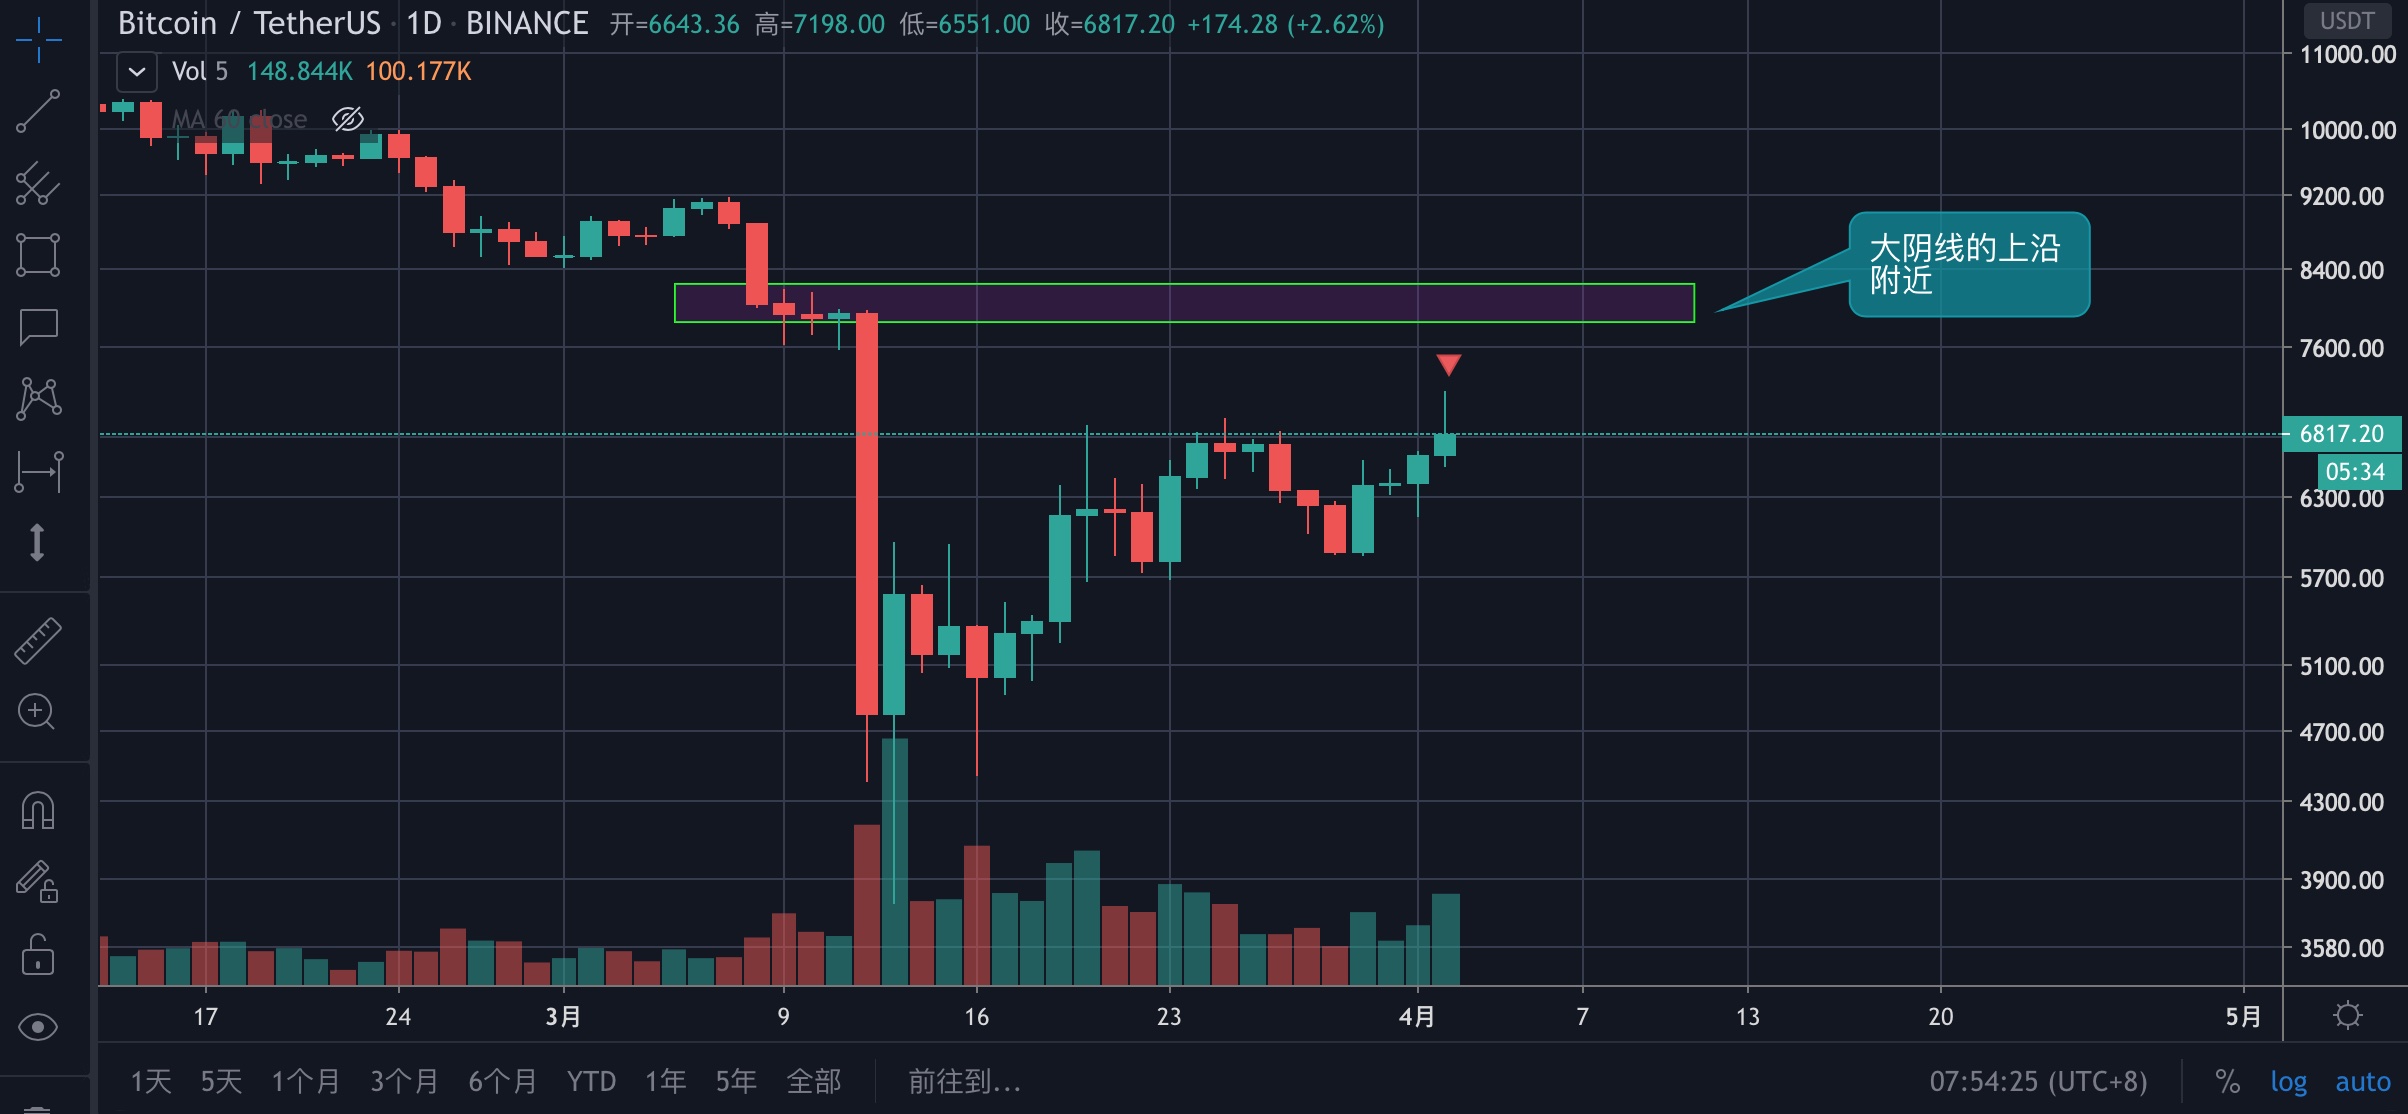 Bitcoin / TetherUS · 1D · BINANCE 开=6643.36 高=7198.00 低=6551.00 收=6817.20 +174.28 (+2.62%)
USDT
Vol 5 148.844K 100.177K
MA 60 close
11000.00
10000.00
9200.00
8400.00
7600.00
6817.20
05:34
6300.00
5700.00
5100.00
4700.00
4300.00
3900.00
3580.00
大阴线的上沿
附近
17 24 3月 9 16 23 4月 7 13 20 5月
1天 5天 1个月 3个月 6个月 YTD 1年 5年 全部 前往到... 07:54:25 (UTC+8) % log auto